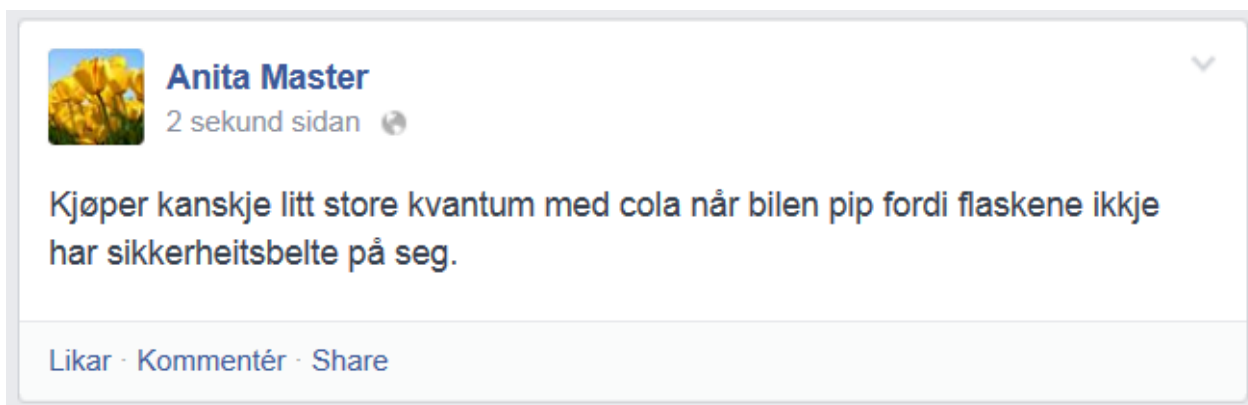 Anita Master
2 sekund sidan
Kjøper kanskje litt store kvantum med cola når bilen pip fordi flaskene ikkje
har sikkerheitsbelte på seg.
Likar · Kommentér · Share